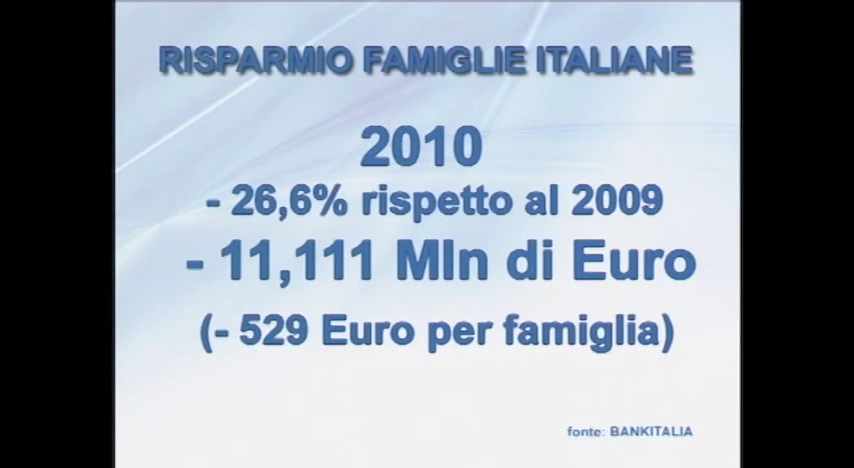 RISPARMIO FAMIGLIE ITALIANE
2010
- 26,6% rispetto al 2009
- 11,111 Mln di Euro
(- 529 Euro per famiglia)
fonte: BANKITALIA